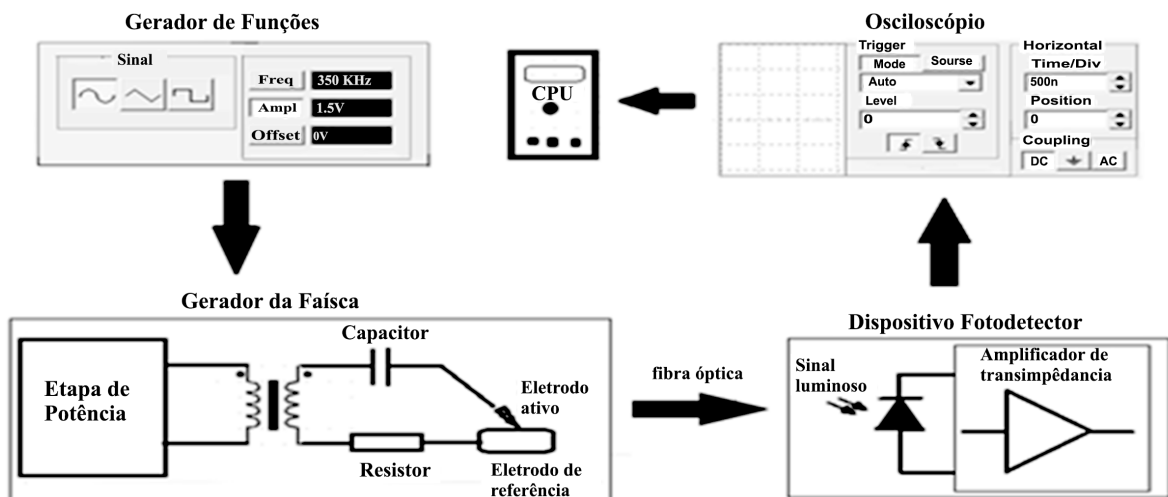 Gerador de Funções
Sinal
Freq 350 KHz
Ampl 1.5V
Offset 0V
CPU
Osciloscópio
Trigger
Mode Sourse
Auto
Level
0
Horizontal
Time/Div
500n
Position
0
Coupling
DC AC
Gerador da Faísca
Etapa de
Potência
Capacitor
Eletrodo
ativo
Resistor
Eletrodo de
referência
fibra óptica
Dispositivo Fotodetector
Sinal
luminoso
Amplificador de
transimpêdancia